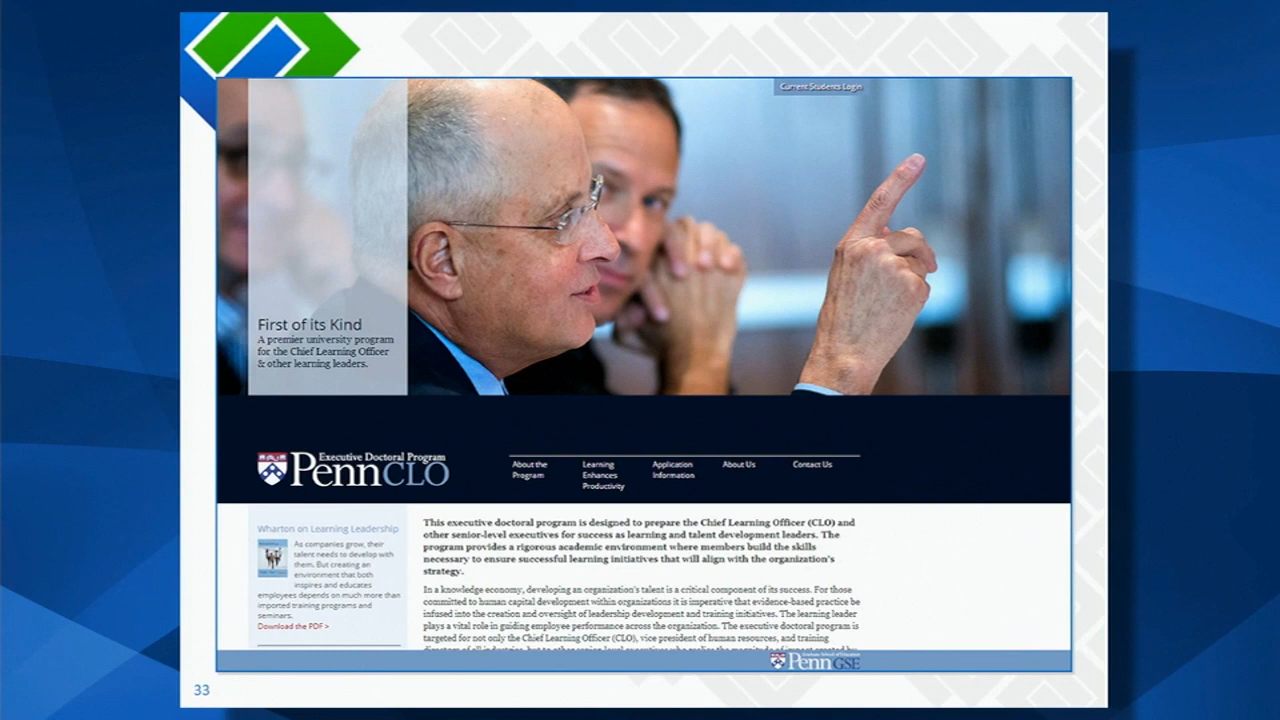 Current Students Login
First of its Kind
A premier university program
for the Chief Learning Officer
& other learning leaders.
Executive Doctoral Program
PennCLO
About the
Program
Learning
Enhances
Productivity
Application
Information
About Us
Contact Us
Wharton on Learning Leadership
As companies grow, their
talent needs to develop with
them. But creating an
environment that both
inspires and educates
employees depends on much more than
imported training programs and
seminars.
Download the PDF >
This executive doctoral program is designed to prepare the Chief Learning Officer (CLO) and
other senior-level executives for success as learning and talent development leaders. The
program provides a rigorous academic environment where members build the skills
necessary to ensure successful learning initiatives that will align with the organization's
strategy.
In a knowledge economy, developing an organization's talent is a critical component of its success. For those
committed to human capital development within organizations it is imperative that evidence-based practice be
infused into the creation and oversight of leadership development and training initiatives. The learning leader
plays a vital role in guiding employee performance across the organization. The executive doctoral program is
targeted for not only the Chief Learning Officer (CLO), vice president of human resources, and training
PennGSE
33